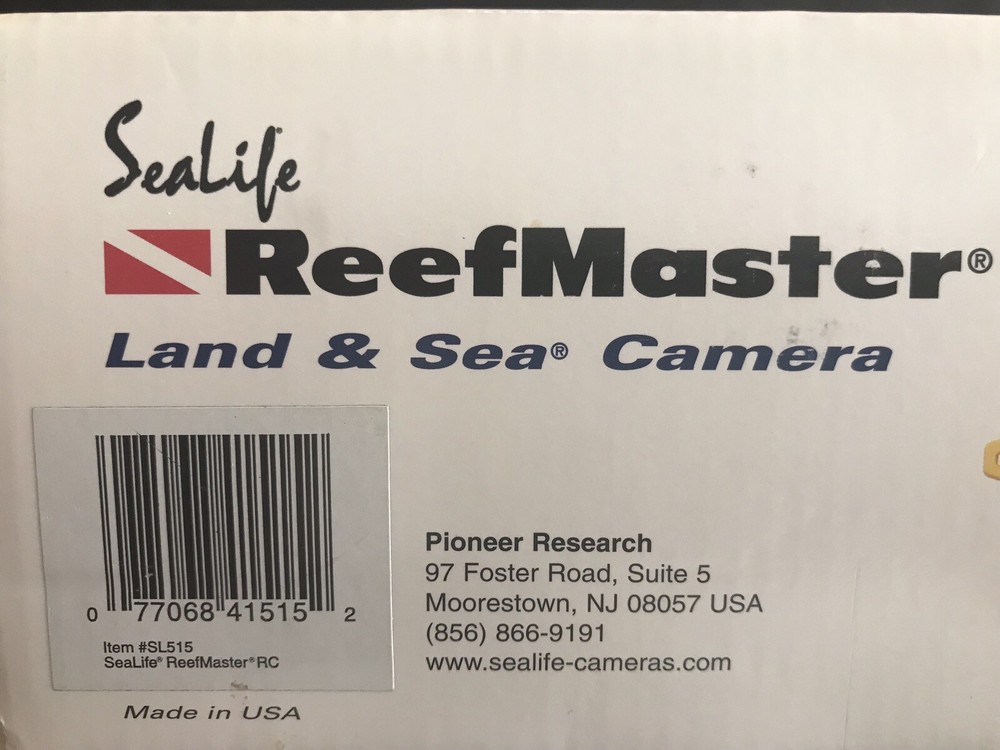 SeaLife
ReefMaster®
Land & Sea® Camera
0 77068 41515 2
Item #SL515
SeaLife® ReefMaster® RC
Made in USA
Pioneer Research
97 Foster Road, Suite 5
Moorestown, NJ 08057 USA
(856) 866-9191
www.sealife-cameras.com